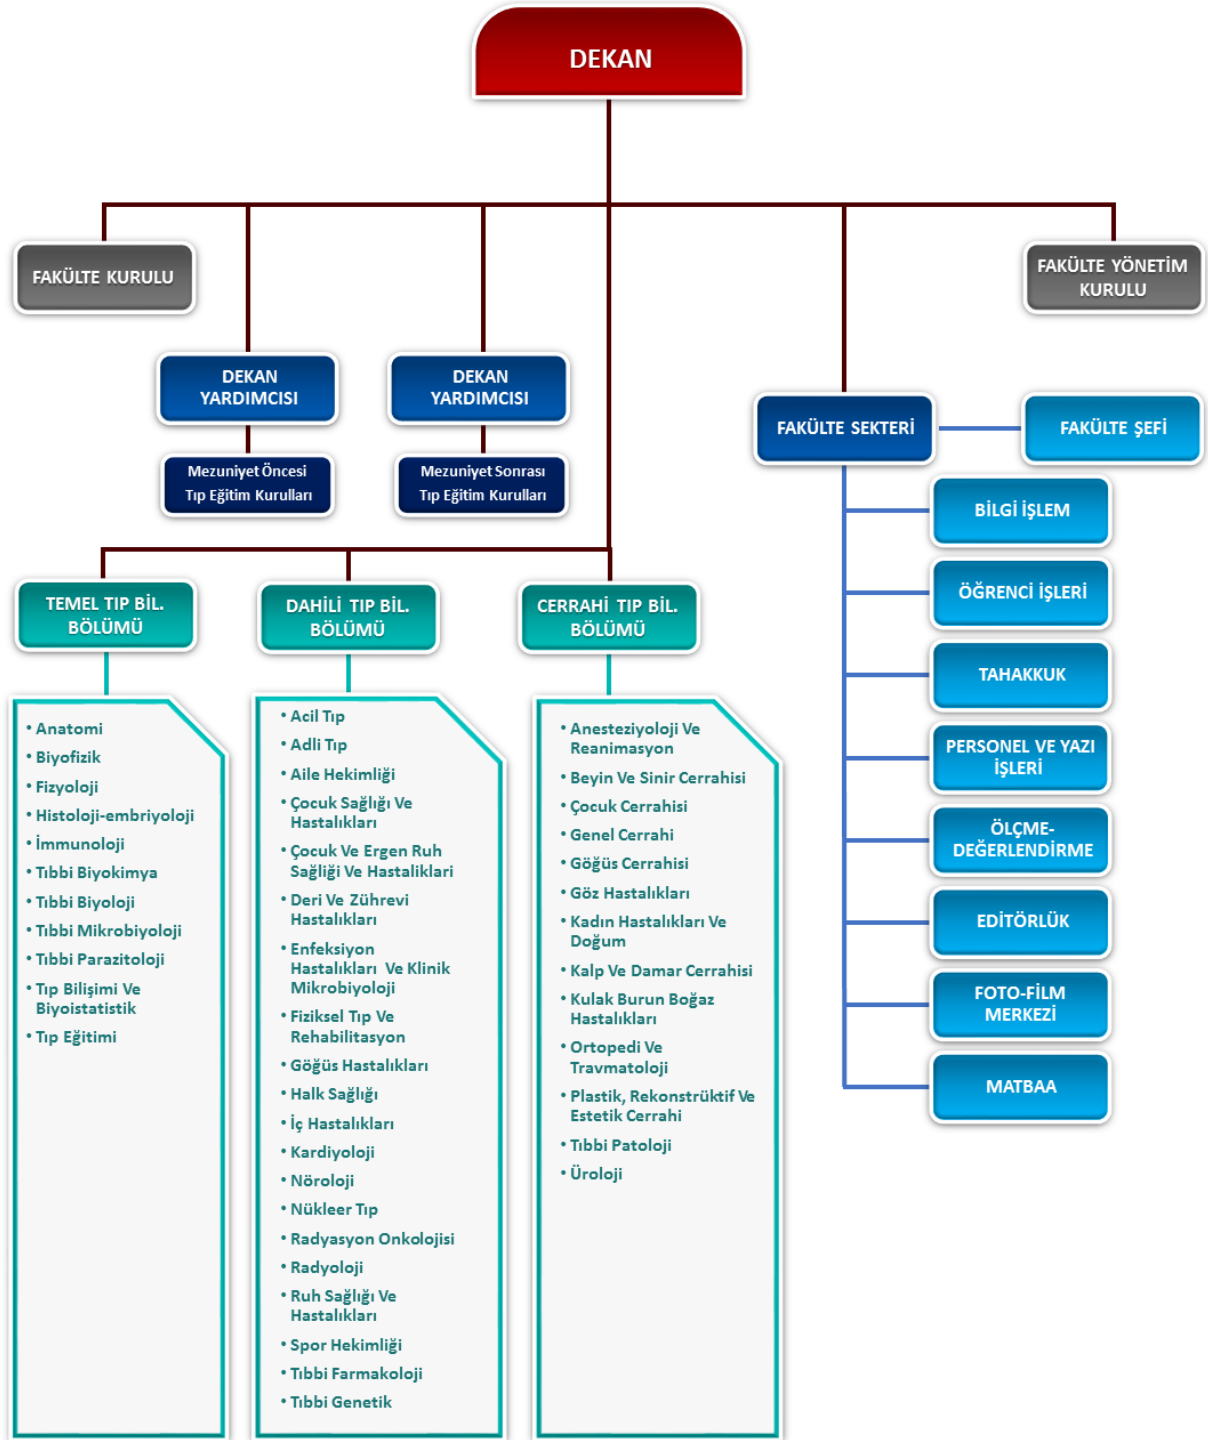 DEKAN
FAKÜLTE KURULU
FAKÜLTE YÖNETİM
KURULU
DEKAN
YARDIMCISI
DEKAN
YARDIMCISI
Mezuniyet Öncesi
Tıp Eğitim Kurulları
Mezuniyet Sonrası
Tıp Eğitim Kurulları
FAKÜLTE SEKTERİ
FAKÜLTE ŞEFİ
BİLGİ İŞLEM
ÖĞRENCİ İŞLERİ
TAHAKKUK
PERSONEL VE YAZI
İŞLERİ
ÖLÇME-
DEĞERLENDİRME
EDİTÖRLÜK
FOTO-FİLM
MERKEZİ
MATBAA
TEMEL TIP BİL.
BÖLÜMÜ
• Anatomi
• Biyofizik
• Fizyoloji
• Histoloji-embriyoloji
• İmmunoloji
• Tıbbi Biyokimya
• Tıbbi Biyoloji
• Tıbbi Mikrobiyoloji
• Tıbbi Parazitoloji
• Tıp Bilişimi Ve
Biyoistatistik
• Tıp Eğitimi
DAHİLİ TIP BİL.
BÖLÜMÜ
• Acil Tıp
• Adli Tıp
• Aile Hekimliği
• Çocuk Sağlığı Ve
Hastalıkları
• Çocuk Ve Ergen Ruh
Sağliği Ve Hastaliklari
• Deri Ve Zührevi
Hastalıkları
• Enfeksiyon
Hastalıkları Ve Klinik
Mikrobiyoloji
• Fiziksel Tıp Ve
Rehabilitasyon
• Göğüs Hastalıkları
• Halk Sağlığı
• İç Hastalıkları
• Kardiyoloji
• Nöroloji
• Nükleer Tıp
• Radyasyon Onkolojisi
• Radyoloji
• Ruh Sağlığı Ve
Hastalıkları
• Spor Hekimliği
• Tıbbi Farmakoloji
• Tıbbi Genetik
CERRAHİ TIP BİL.
BÖLÜMÜ
• Anesteziyoloji Ve
Reanimasyon
• Beyin Ve Sinir Cerrahisi
• Çocuk Cerrahisi
• Genel Cerrahi
• Göğüs Cerrahisi
• Göz Hastalıkları
• Kadın Hastalıkları Ve
Doğum
• Kalp Ve Damar Cerrahisi
• Kulak Burun Boğaz
Hastalıkları
• Ortopedi Ve
Travmatoloji
• Plastik, Rekonstrüktif Ve
Estetik Cerrahi
• Tıbbi Patoloji
• Üroloji